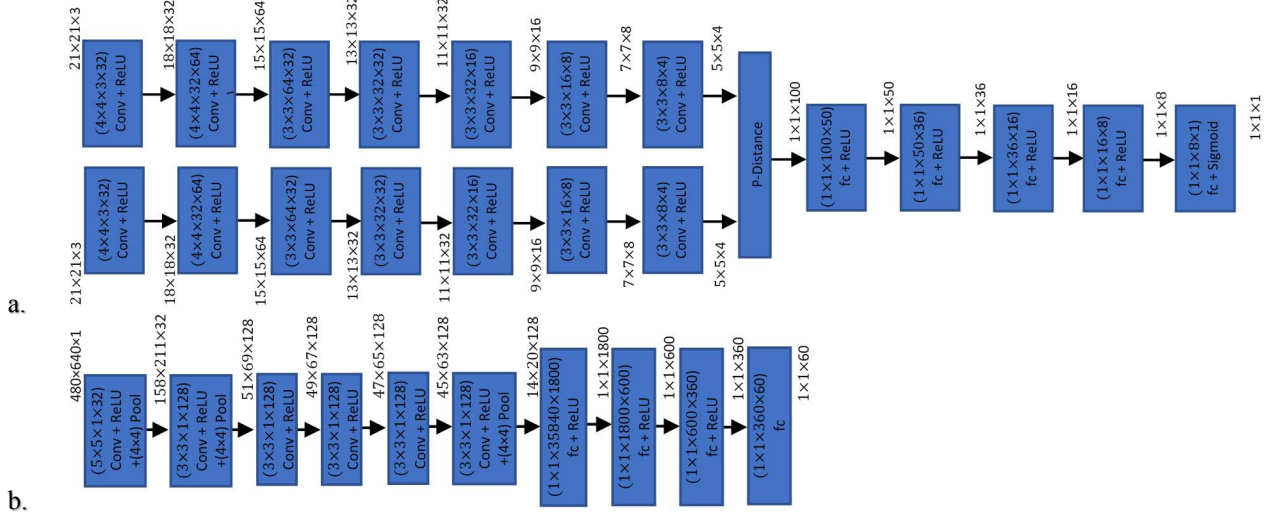 21×21×3
(4×4×3×32)
Conv + ReLU
18×18×32
(4×4×32×64)
Conv + ReLU
15×15×64
(3×3×64×32)
Conv + ReLU
13×13×32
(3×3×32×32)
Conv + ReLU
11×11×32
(3×3×32×16)
Conv + ReLU
9×9×16
(3×3×16×8)
Conv + ReLU
7×7×8
(3×3×8×4)
Conv + ReLU
5×5×4
21×21×3
(4×4×3×32)
Conv + ReLU
18×18×32
(4×4×32×64)
Conv + ReLU
15×15×64
(3×3×64×32)
Conv + ReLU
13×13×32
(3×3×32×32)
Conv + ReLU
11×11×32
(3×3×32×16)
Conv + ReLU
9×9×16
(3×3×16×8)
Conv + ReLU
7×7×8
(3×3×8×4)
Conv + ReLU
5×5×4
P-Distance
1×1×100
(1×1×100×50)
fc + ReLU
1×1×50
(1×1×50×36)
fc + ReLU
1×1×36
(1×1×36×16)
fc + ReLU
1×1×16
(1×1×16×8)
fc + ReLU
1×1×8
(1×1×8×1)
fc + Sigmoid
1×1×1
a.
480×640×1
(5×5×1×32)
Conv + ReLU
+(4×4) Pool
158×211×32
(3×3×1×128)
Conv + ReLU
+(4×4) Pool
51×69×128
(3×3×1×128)
Conv + ReLU
49×67×128
(3×3×1×128)
Conv + ReLU
47×65×128
(3×3×1×128)
Conv + ReLU
45×63×128
(3×3×1×128)
Conv + ReLU
+(4×4) Pool
14×20×128
(1×1×35840×1800)
fc + ReLU
1×1×1800
(1×1×1800×600)
fc + ReLU
1×1×600
(1×1×600×360)
fc + ReLU
1×1×360
(1×1×360×60)
fc
1×1×60
b.